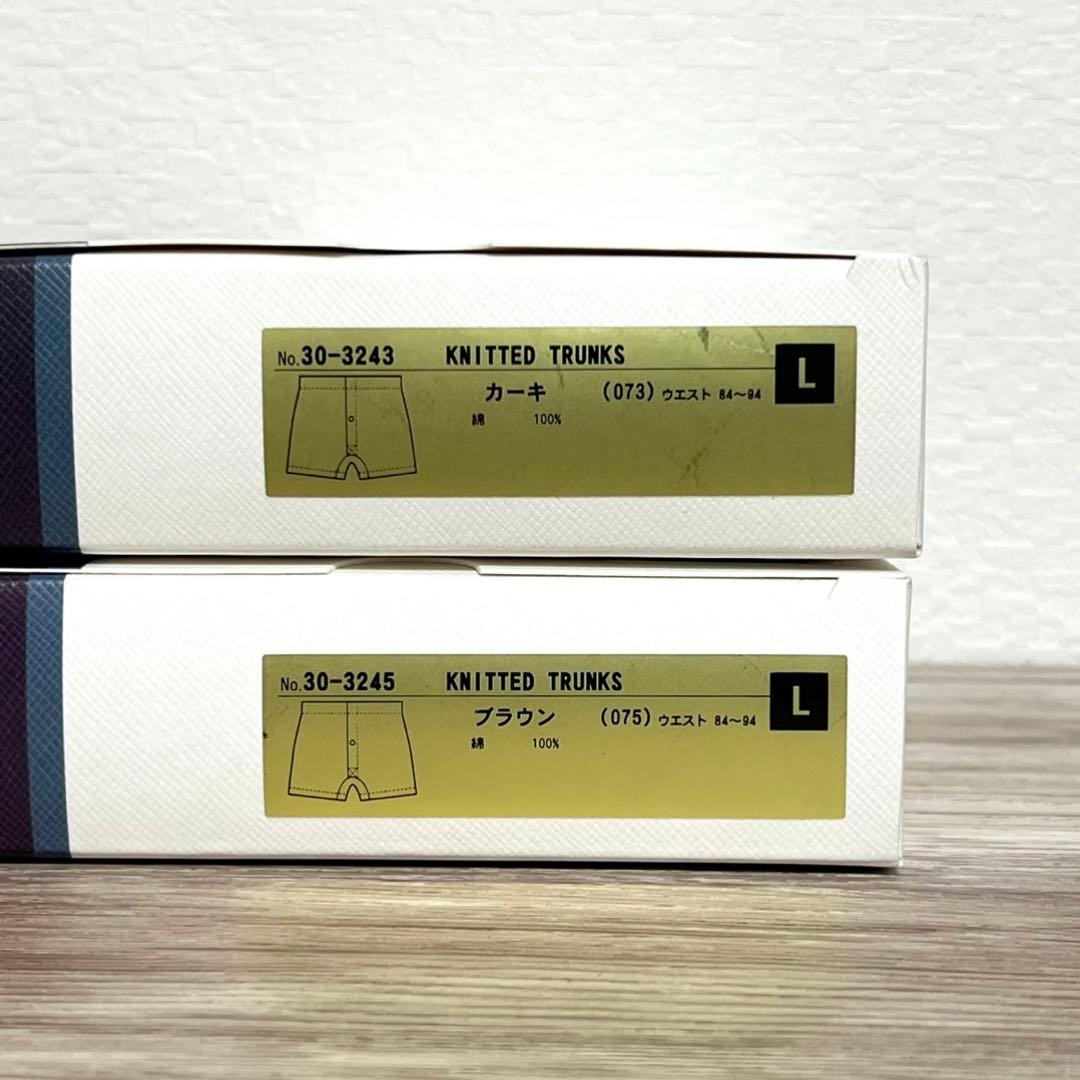 No.30-3243 KNITTED TRUNKS L
カーキ (073) ウエスト 84〜94
綿 100%
No.30-3245 KNITTED TRUNKS L
ブラウン (075) ウエスト 84〜94
綿 100%